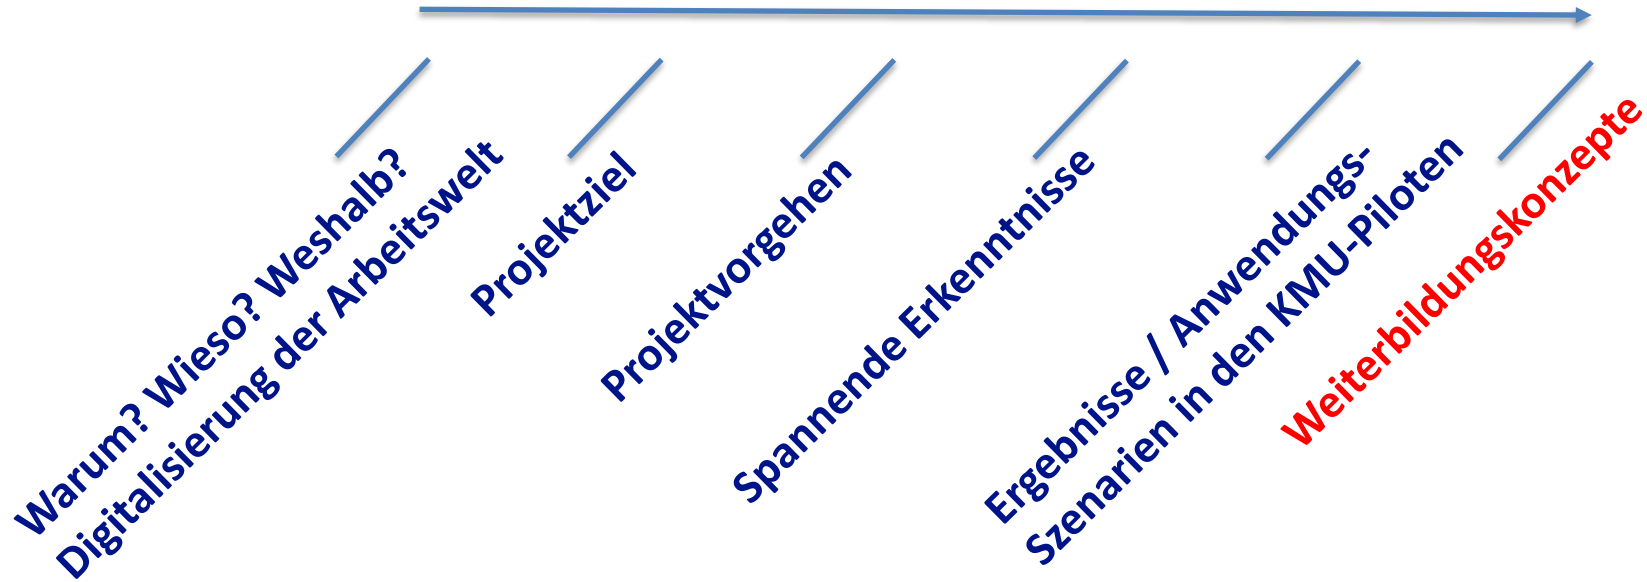 Warum? Wieso? Weshalb?
Digitalisierung der Arbeitswelt
Projektziel
Projektvorgehen
Spannende Erkenntnisse
Ergebnisse / Anwendungs-
Szenarien in den KMU-Piloten
Weiterbildungskonzepte